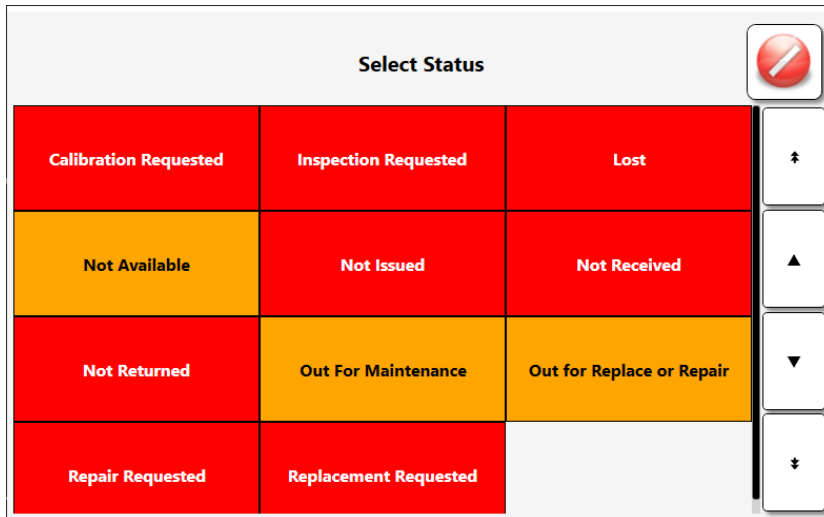 Select Status
Calibration Requested
Inspection Requested
Lost
Not Available
Not Issued
Not Received
Not Returned
Out For Maintenance
Out for Replace or Repair
Repair Requested
Replacement Requested